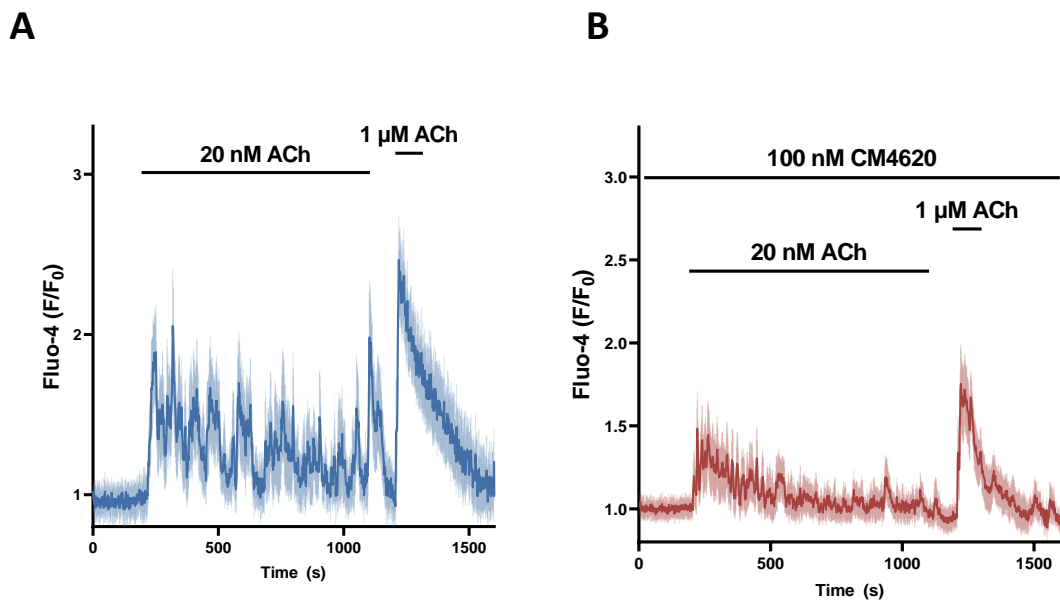 A
1 µM ACh
20 nM ACh
3
2
1
Fluo-4 (F/F₀)
0
500
1000
1500
Time (s)
B
100 nM CM4620
3.0
1 µM ACh
20 nM ACh
2.5
2.0
1.5
1.0
Fluo-4 (F/F₀)
0
500
1000
1500
Time (s)